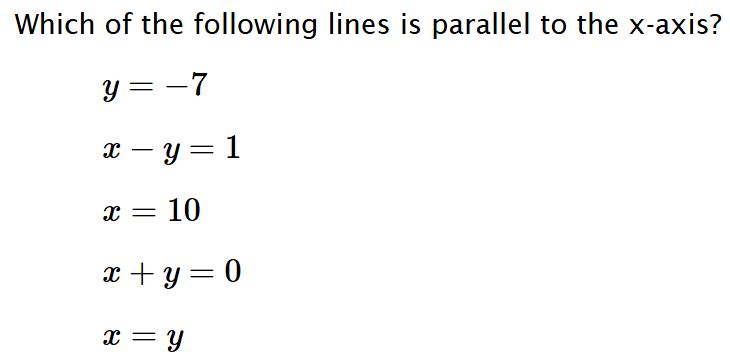 Which of the following lines is parallel to the x-axis?
y = −7
x − y = 1
x = 10
x + y = 0
x = y